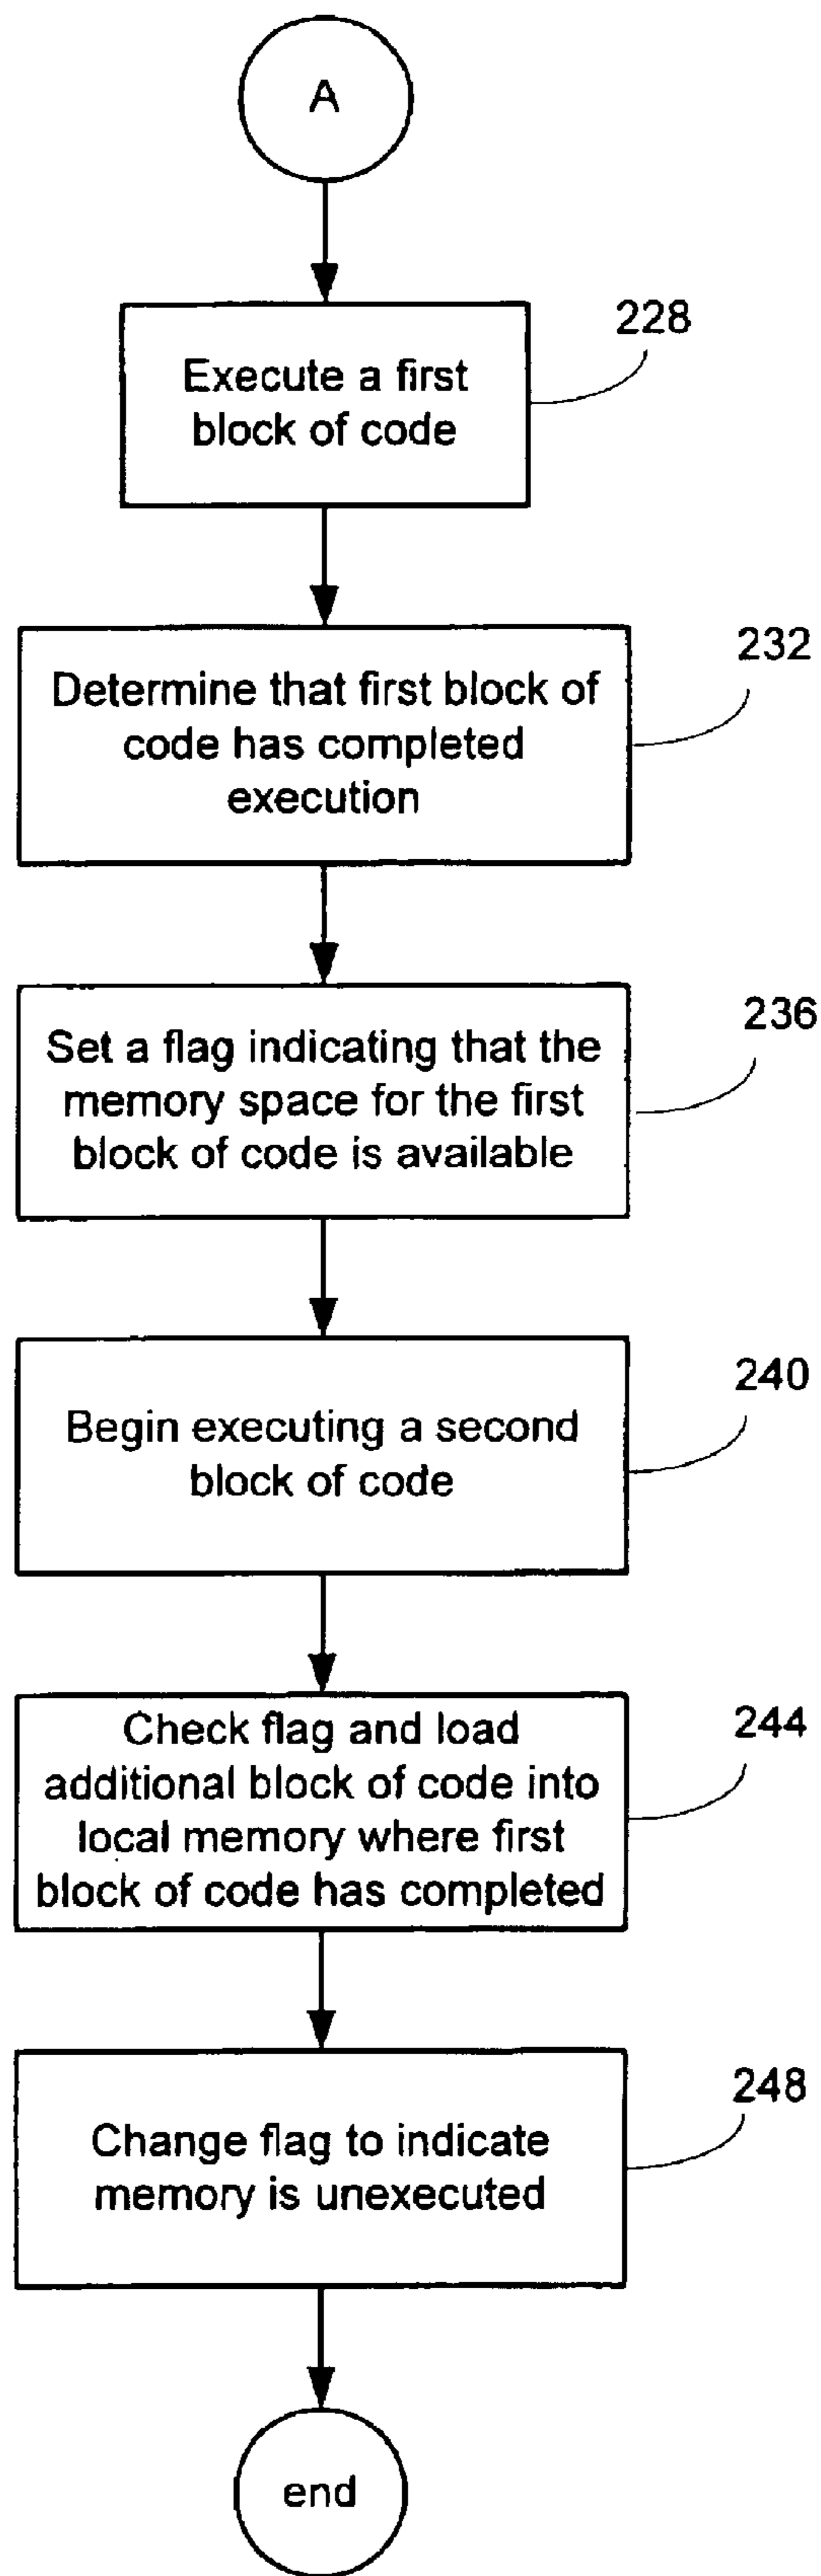 A
228
Execute a first
block of code
232
Determine that first block of
code has completed
execution
236
Set a flag indicating that the
memory space for the first
block of code is available
240
Begin executing a second
block of code
244
Check flag and load
additional block of code into
local memory where first
block of code has completed
248
Change flag to indicate
memory is unexecuted
end